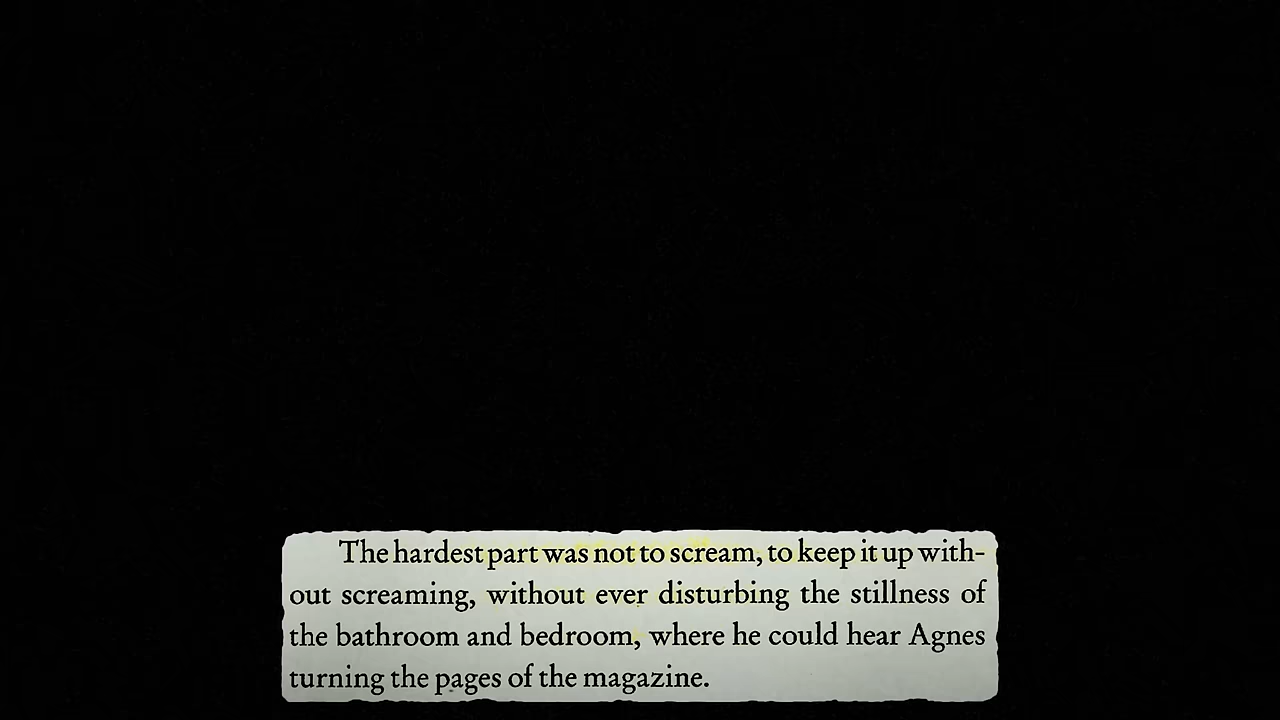 The hardest part was not to scream, to keep it up with-
out screaming, without ever disturbing the stillness of
the bathroom and bedroom, where he could hear Agnes
turning the pages of the magazine.